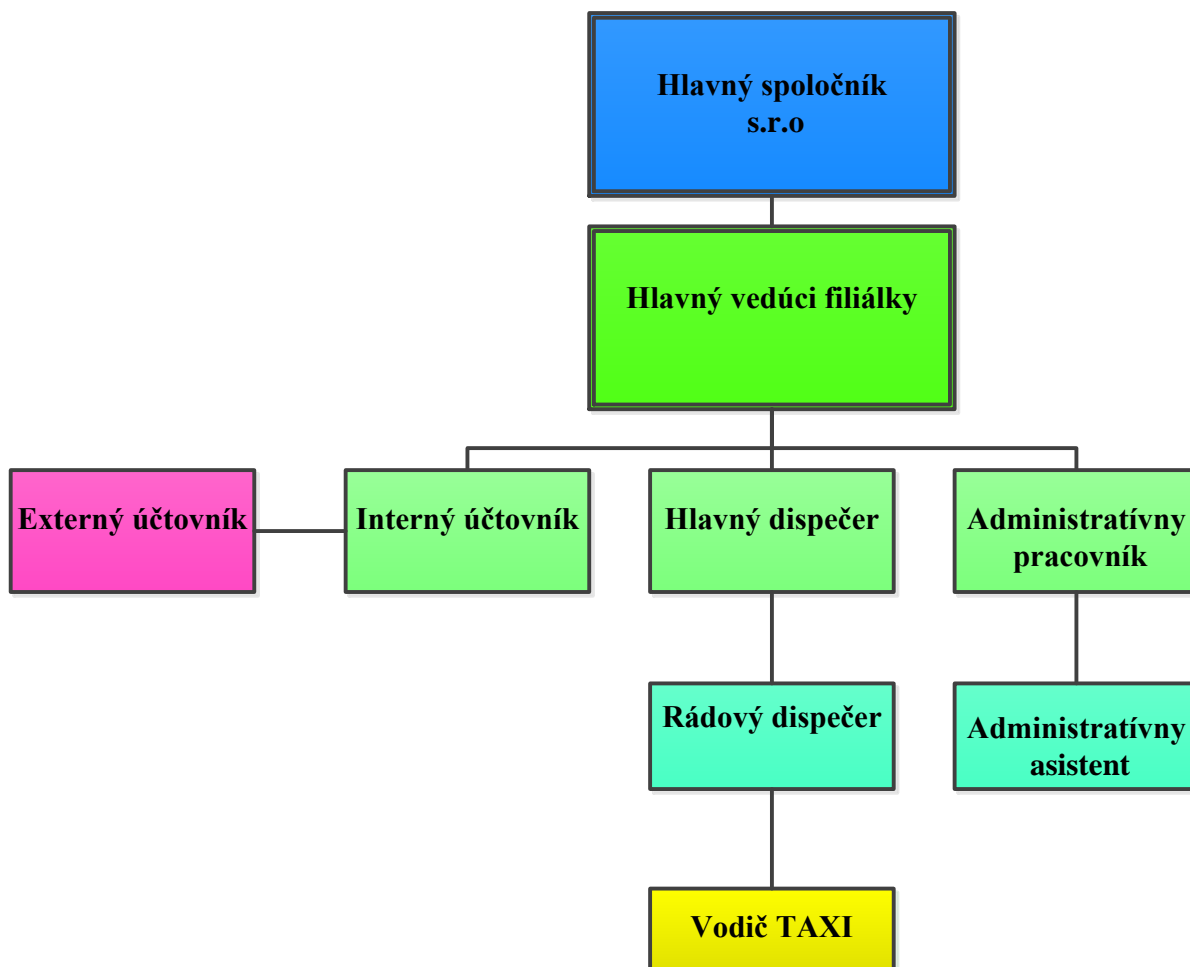 Hlavný spoločník
s.r.o
Hlavný vedúci filiálky
Externý účtovník
Interný účtovník
Hlavný dispečer
Administratívny
pracovník
Rádový dispečer
Administratívny
asistent
Vodič TAXI